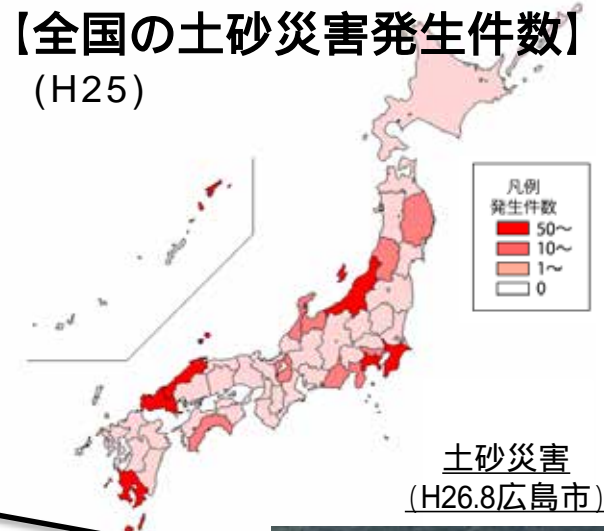 【全国の土砂災害発生件数】
(H25)
凡例
発生件数
50～
10～
1～
0
土砂災害
(H26.8広島市)